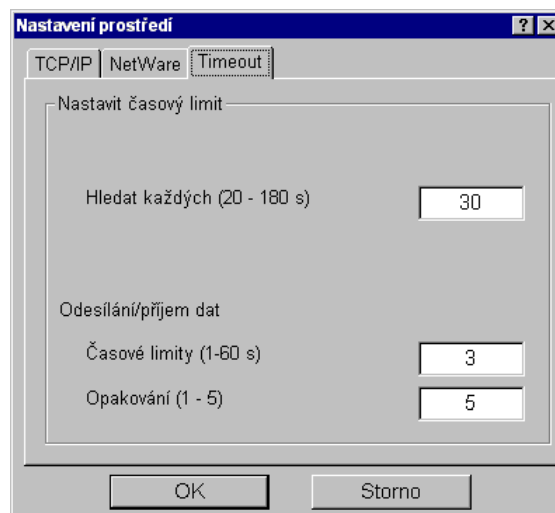 Nastavení prostředí
TCP/IP NetWare Timeout
Nastavit časový limit
Hledat každých (20 - 180 s) 30
Odesílání/příjem dat
Časové limity (1-60 s) 3
Opakování (1 - 5) 5
OK Storno